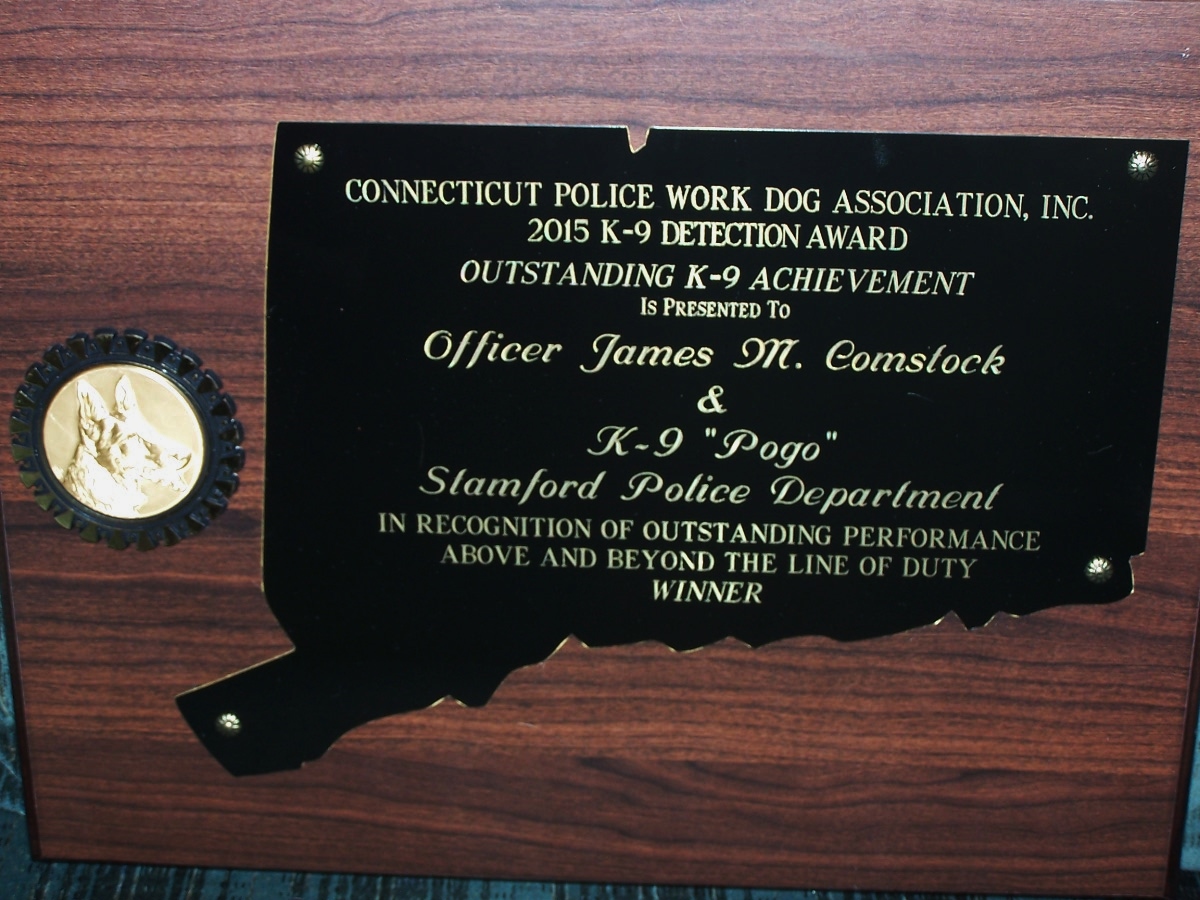 CONNECTICUT POLICE WORK DOG ASSOCIATION, INC.
2015 K-9 DETECTION AWARD
OUTSTANDING K-9 ACHIEVEMENT
IS PRESENTED TO
Officer James M. Comstock
&
K-9 "Pogo"
Stamford Police Department
IN RECOGNITION OF OUTSTANDING PERFORMANCE
ABOVE AND BEYOND THE LINE OF DUTY
WINNER